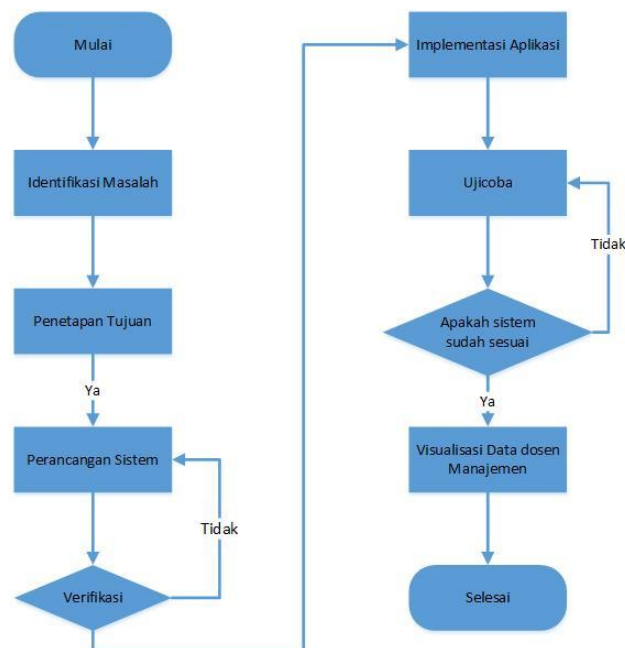 Mulai
Identifikasi Masalah
Penetapan Tujuan
Ya
Perancangan Sistem
Tidak
Verifikasi
Implementasi Aplikasi
Ujicoba
Tidak
Apakah sistem
sudah sesuai
Ya
Visualisasi Data dosen
Manajemen
Selesai